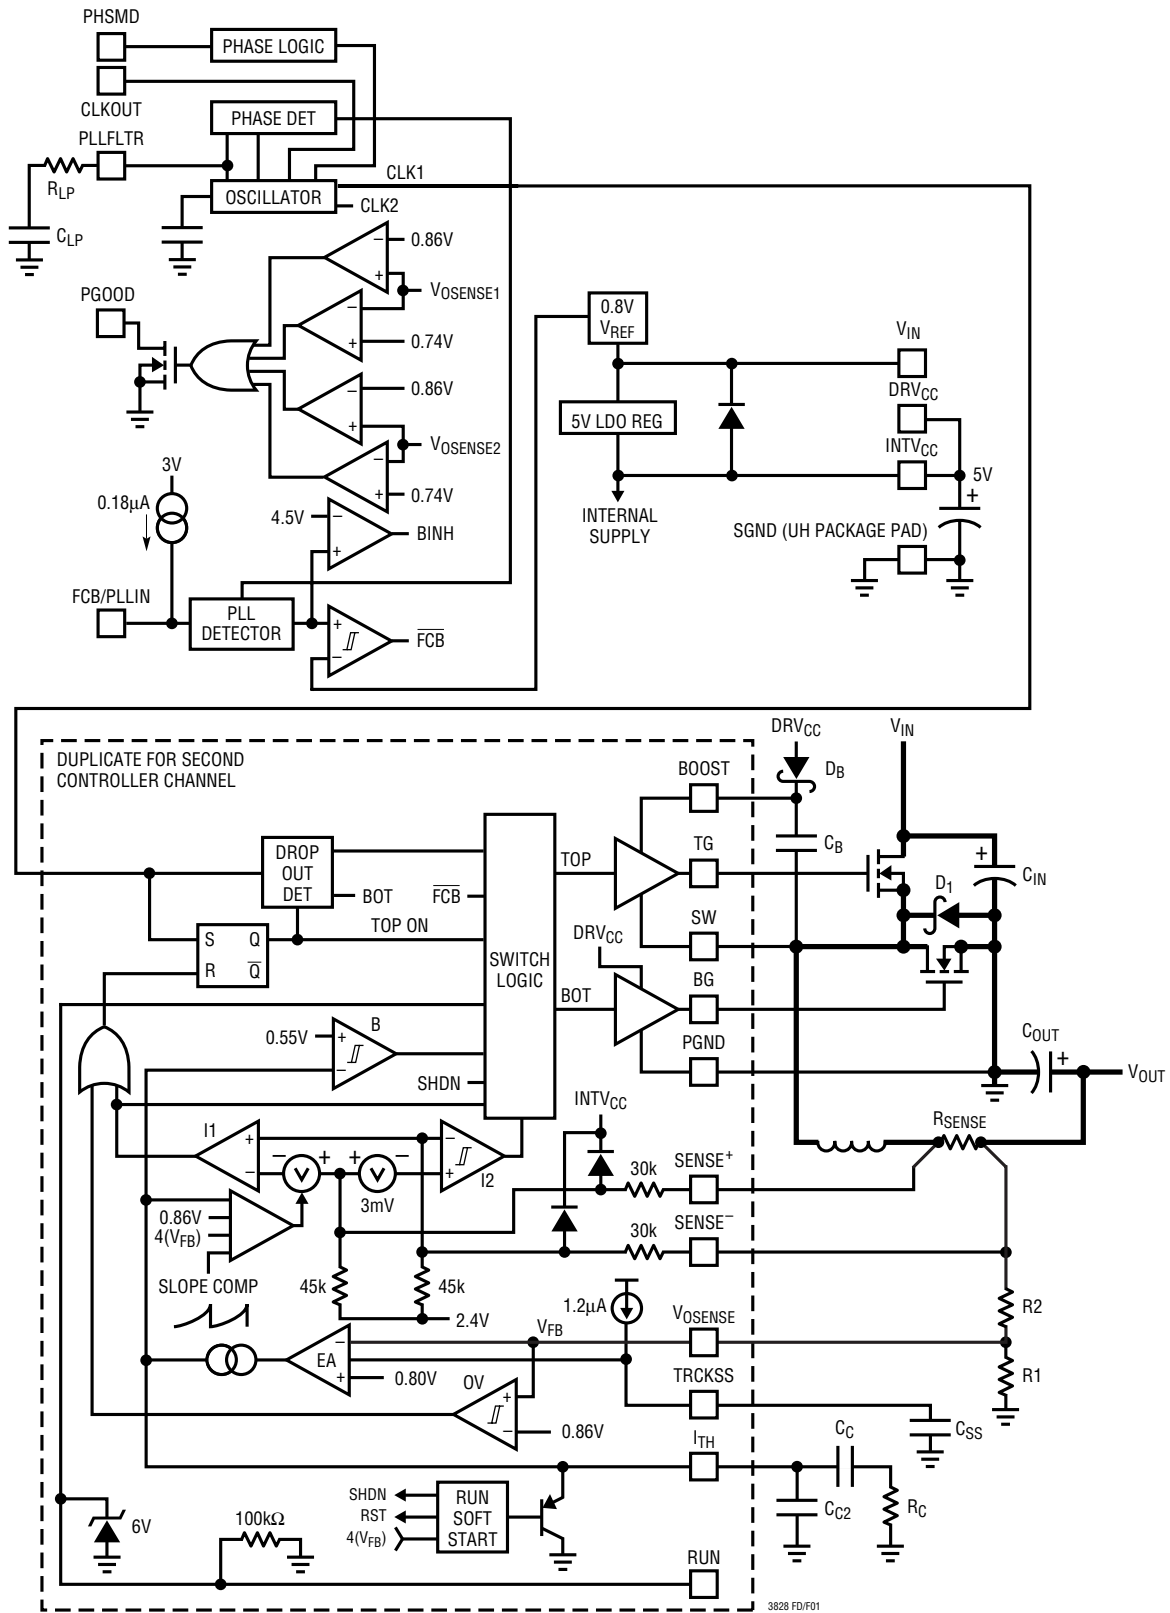 PHSMD
PHASE LOGIC
CLKOUT
PHASE DET
PLLFLTR
R_LP
CLK1
OSCILLATOR
CLK2
C_LP
−
0.86V
+
V_OSENSE1
PGOOD
−
0.8V
V_REF
+
0.74V
V_IN
−
0.86V
DRV_CC
5V LDO REG
+
V_OSENSE2
INTV_CC
−
3V
5V
+
0.74V
+
0.18µA
4.5V
−
BINH
+
INTERNAL
SUPPLY
SGND (UH PACKAGE PAD)
FCB/PLLIN
PLL
DETECTOR
+
−
F̅C̅B̅
DUPLICATE FOR SECOND
CONTROLLER CHANNEL
DRV_CC
V_IN
BOOST
D_B
DROP
OUT
DET
TOP
TG
C_B
+
C_IN
BOT
F̅C̅B̅
D_1
TOP ON
SW
S
Q
DRV_CC
R
Q̅
SWITCH
LOGIC
BOT
BG
0.55V
+
B
−
PGND
C_OUT
+
SHDN
V_OUT
INTV_CC
R_SENSE
I1
+
−
−
+
+
−
−
+
I2
V
V
3mV
30k
SENSE+
0.86V
4(V_FB)
30k
SENSE−
SLOPE COMP
45k
45k
2.4V
1.2µA
V_OSENSE
R2
V_FB
−
EA
+
0.80V
TRCKSS
R1
OV
+
−
0.86V
C_SS
I_TH
C_C
SHDN
RST
4(V_FB)
RUN
SOFT
START
C_C2
R_C
6V
100kΩ
RUN
3828 FD/F01